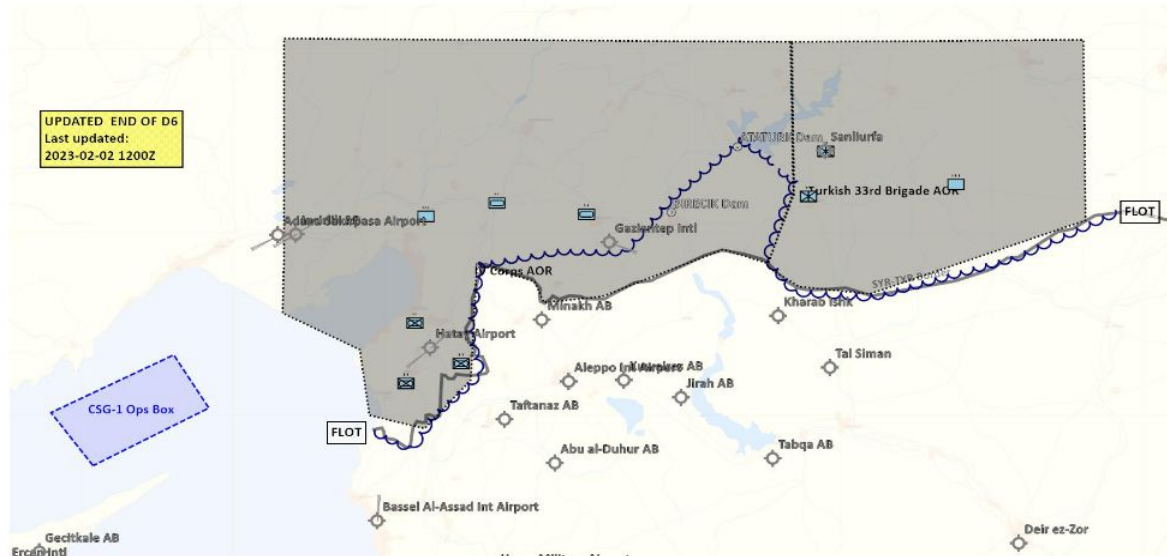 UPDATED END OF D6
Last updated:
2023-02-02 1200Z
ATATURK Dam
Sanliurfa
Turkish 33rd Brigade AOR
BIRECIK Dam
FLOT
Airport
Gaziantep Intl
Corps AOR
Minakh AB
Kharab Ishk
Hatay Airport
Tal Siman
Aleppo Int Airport
AB
Jirah AB
CSG-1 Ops Box
Taftanaz AB
FLOT
Abu al-Duhur AB
Tabqa AB
Bassel Al-Assad Int Airport
Gecitkale AB
Deir ez-Zor